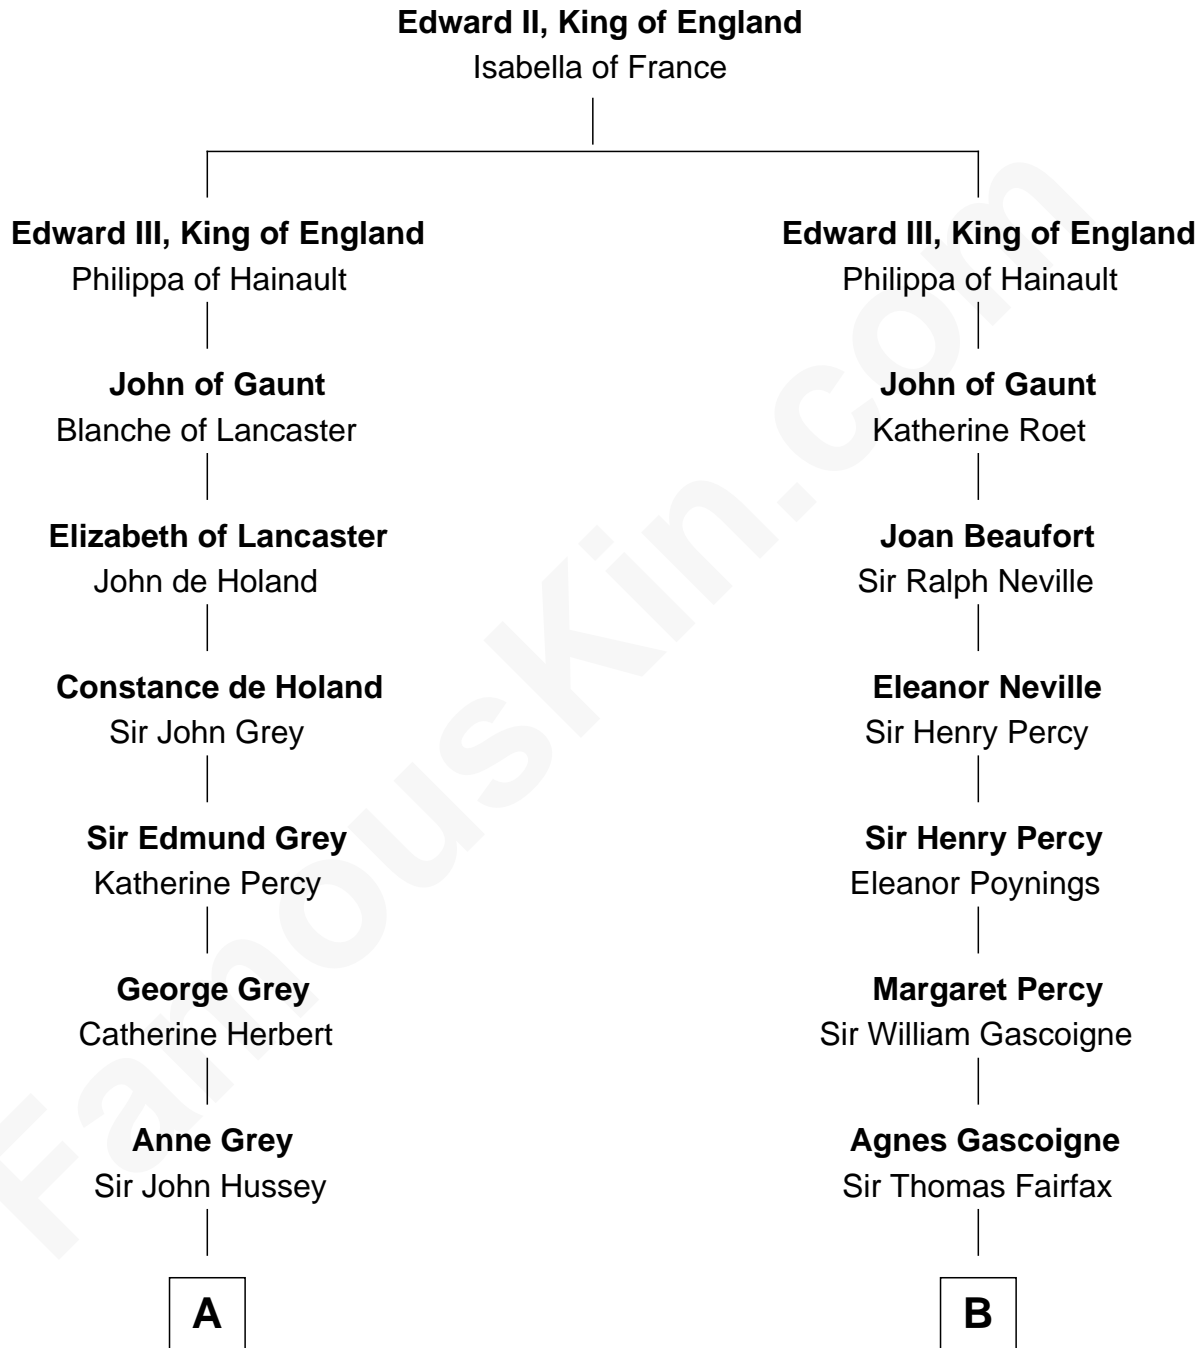 Edward II, King of England
Isabella of France
Edward III, King of England
Philippa of Hainault
John of Gaunt
Blanche of Lancaster
Elizabeth of Lancaster
John de Holand
Constance de Holand
Sir John Grey
Sir Edmund Grey
Katherine Percy
George Grey
Catherine Herbert
Anne Grey
Sir John Hussey
A
Edward III, King of England
Philippa of Hainault
John of Gaunt
Katherine Roet
Joan Beaufort
Sir Ralph Neville
Eleanor Neville
Sir Henry Percy
Sir Henry Percy
Eleanor Poynings
Margaret Percy
Sir William Gascoigne
Agnes Gascoigne
Sir Thomas Fairfax
B
FamousKin.com